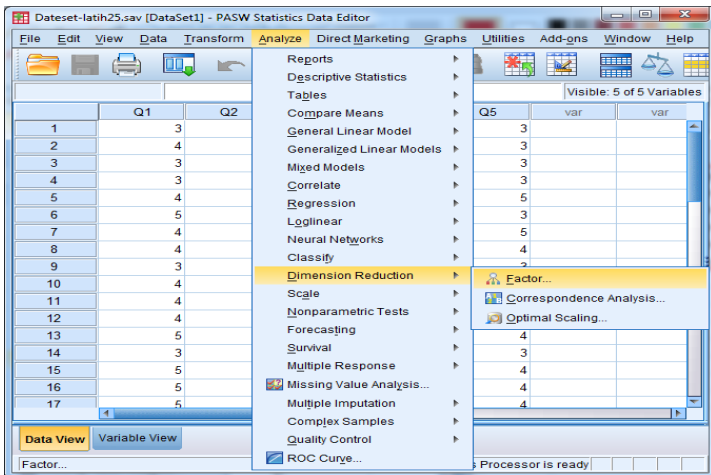 Dateset-latih25.sav [DataSet1] - PASW Statistics Data Editor
File Edit View Data Transform Analyze Direct Marketing Graphs Utilities Add-ons Window Help
Visible: 5 of 5 Variables
Q1 Q2 Q5 var var
1 3 3
2 4 3
3 3 3
4 3 3
5 4 5
6 5 3
7 4 5
8 4 4
9 3
10 4
11 4
12 4
13 5 4
14 3 3
15 5 4
16 5 4
17 5 4
Reports
Descriptive Statistics
Tables
Compare Means
General Linear Model
Generalized Linear Models
Mixed Models
Correlate
Regression
Loglinear
Neural Networks
Classify
Dimension Reduction
Scale
Nonparametric Tests
Forecasting
Survival
Multiple Response
Missing Value Analysis...
Multiple Imputation
Complex Samples
Quality Control
ROC Curve...
Factor...
Correspondence Analysis...
Optimal Scaling...
Data View Variable View
Factor... Processor is ready